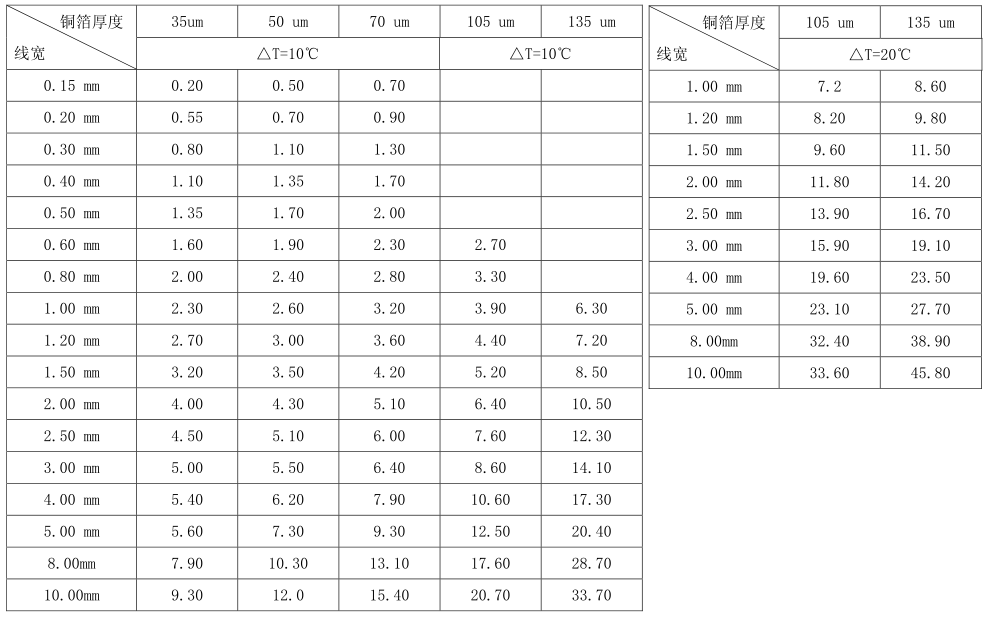 铜箔厚度 35um 50 um 70 um 105 um 135 um
线宽 △T=10℃ △T=10℃
0.15 mm 0.20 0.50 0.70
0.20 mm 0.55 0.70 0.90
0.30 mm 0.80 1.10 1.30
0.40 mm 1.10 1.35 1.70
0.50 mm 1.35 1.70 2.00
0.60 mm 1.60 1.90 2.30 2.70
0.80 mm 2.00 2.40 2.80 3.30
1.00 mm 2.30 2.60 3.20 3.90 6.30
1.20 mm 2.70 3.00 3.60 4.40 7.20
1.50 mm 3.20 3.50 4.20 5.20 8.50
2.00 mm 4.00 4.30 5.10 6.40 10.50
2.50 mm 4.50 5.10 6.00 7.60 12.30
3.00 mm 5.00 5.50 6.40 8.60 14.10
4.00 mm 5.40 6.20 7.90 10.60 17.30
5.00 mm 5.60 7.30 9.30 12.50 20.40
8.00mm 7.90 10.30 13.10 17.60 28.70
10.00mm 9.30 12.0 15.40 20.70 33.70
铜箔厚度 105 um 135 um
线宽 △T=20℃
1.00 mm 7.2 8.60
1.20 mm 8.20 9.80
1.50 mm 9.60 11.50
2.00 mm 11.80 14.20
2.50 mm 13.90 16.70
3.00 mm 15.90 19.10
4.00 mm 19.60 23.50
5.00 mm 23.10 27.70
8.00mm 32.40 38.90
10.00mm 33.60 45.80